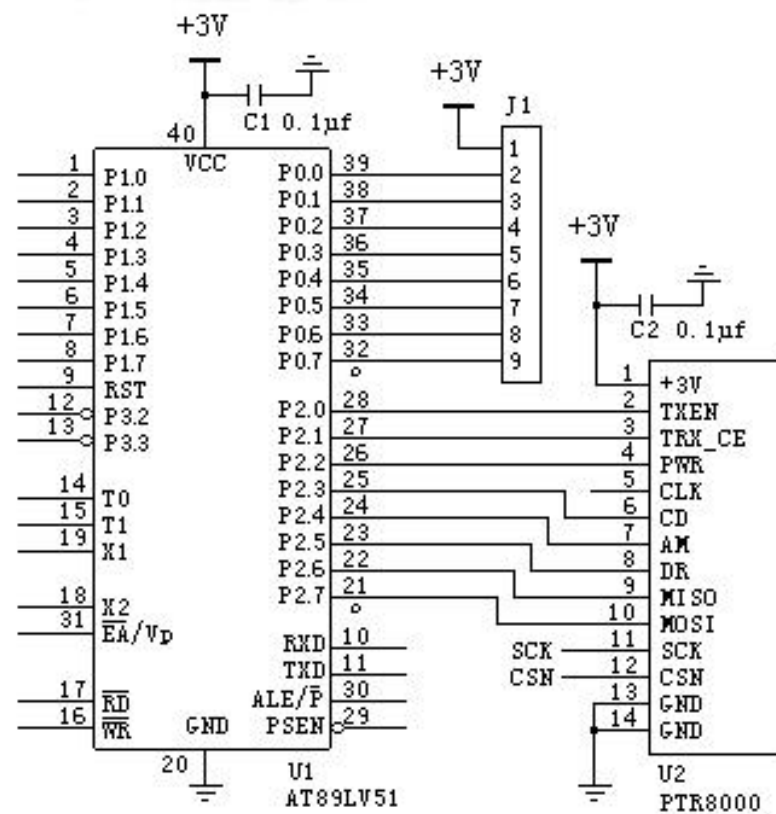 +3V
C1 0.1µf
+3V
J1
40
VCC
1 P1.0 P0.0 39 1
2 P1.1 P0.1 38 2
3 P1.2 P0.2 37 3
4 P1.3 P0.3 36 4
5 P1.4 P0.4 35 5
6 P1.5 P0.5 34 6
7 P1.6 P0.6 33 7
8 P1.7 P0.7 32 8
9 RST 9
12 P3.2
13 P3.3
14 T0
15 T1
19 X1
18 X2
31 EA/VD
17 RD
16 WR
P2.0 28
P2.1 27
P2.2 26
P2.3 25
P2.4 24
P2.5 23
P2.6 22
P2.7 21
RXD 10
TXD 11
ALE/P 30
GND PSEN 29
20
U1
AT89LV51
+3V
C2 0.1µf
1 +3V
2 TXEN
3 TRX_CE
4 PWR
5 CLK
6 CD
7 AM
8 DR
9 MISO
10 MOSI
SCK 11 SCK
CSN 12 CSN
13 GND
14 GND
U2
PTR8000